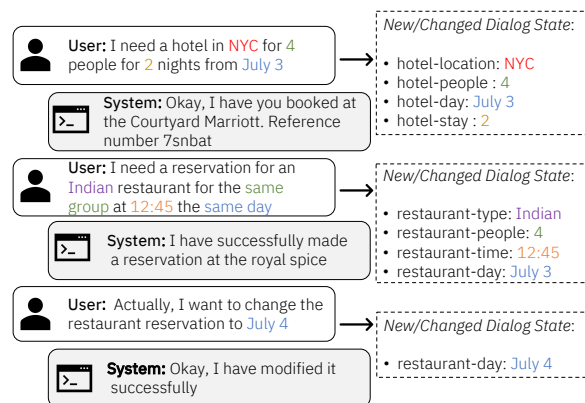 User: I need a hotel in NYC for 4
people for 2 nights from July 3
New/Changed Dialog State:
• hotel-location: NYC
• hotel-people : 4
• hotel-day: July 3
• hotel-stay : 2
>_
System: Okay, I have you booked at
the Courtyard Marriott. Reference
number 7snbat
User: I need a reservation for an
Indian restaurant for the same
group at 12:45 the same day
New/Changed Dialog State:
• restaurant-type: Indian
• restaurant-people: 4
• restaurant-time: 12:45
• restaurant-day: July 3
>_
System: I have successfully made
a reservation at the royal spice
User: Actually, I want to change the
restaurant reservation to July 4
New/Changed Dialog State:
• restaurant-day: July 4
>_
System: Okay, I have modified it
successfully